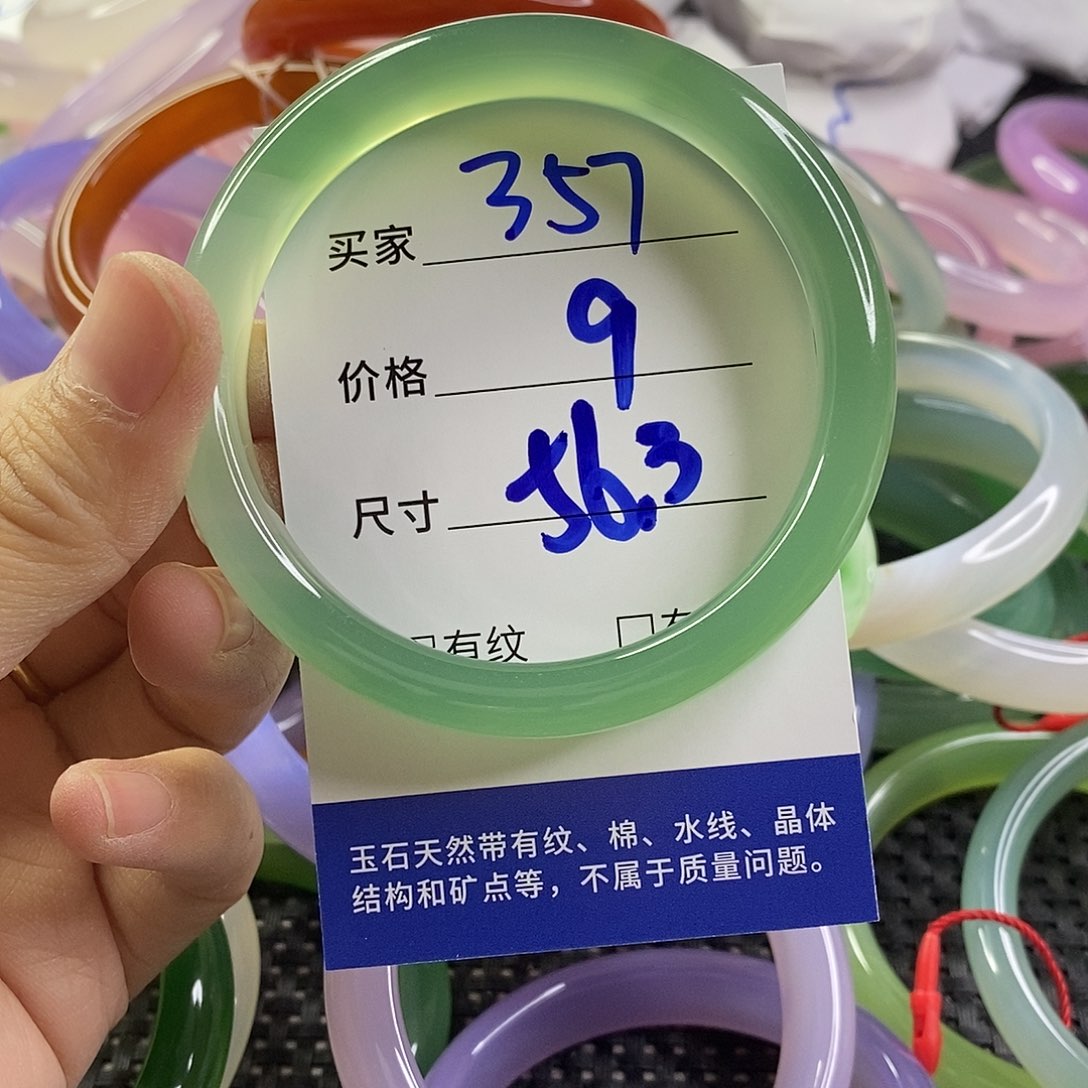 买家 357
价格 9
尺寸 56.3
有纹
玉石天然带有纹、棉、水线、晶体
结构和矿点等，不属于质量问题。